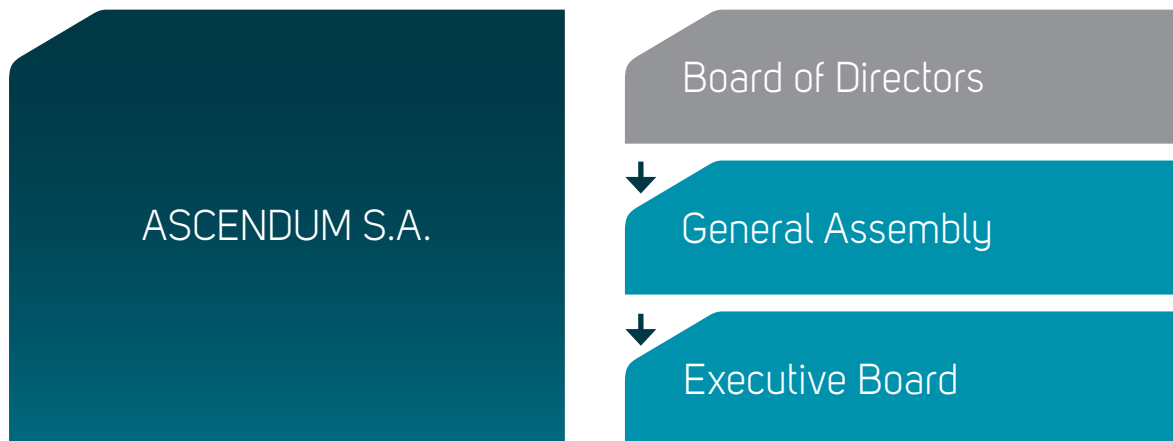 ASCENDUM S.A.
Board of Directors
General Assembly
Executive Board